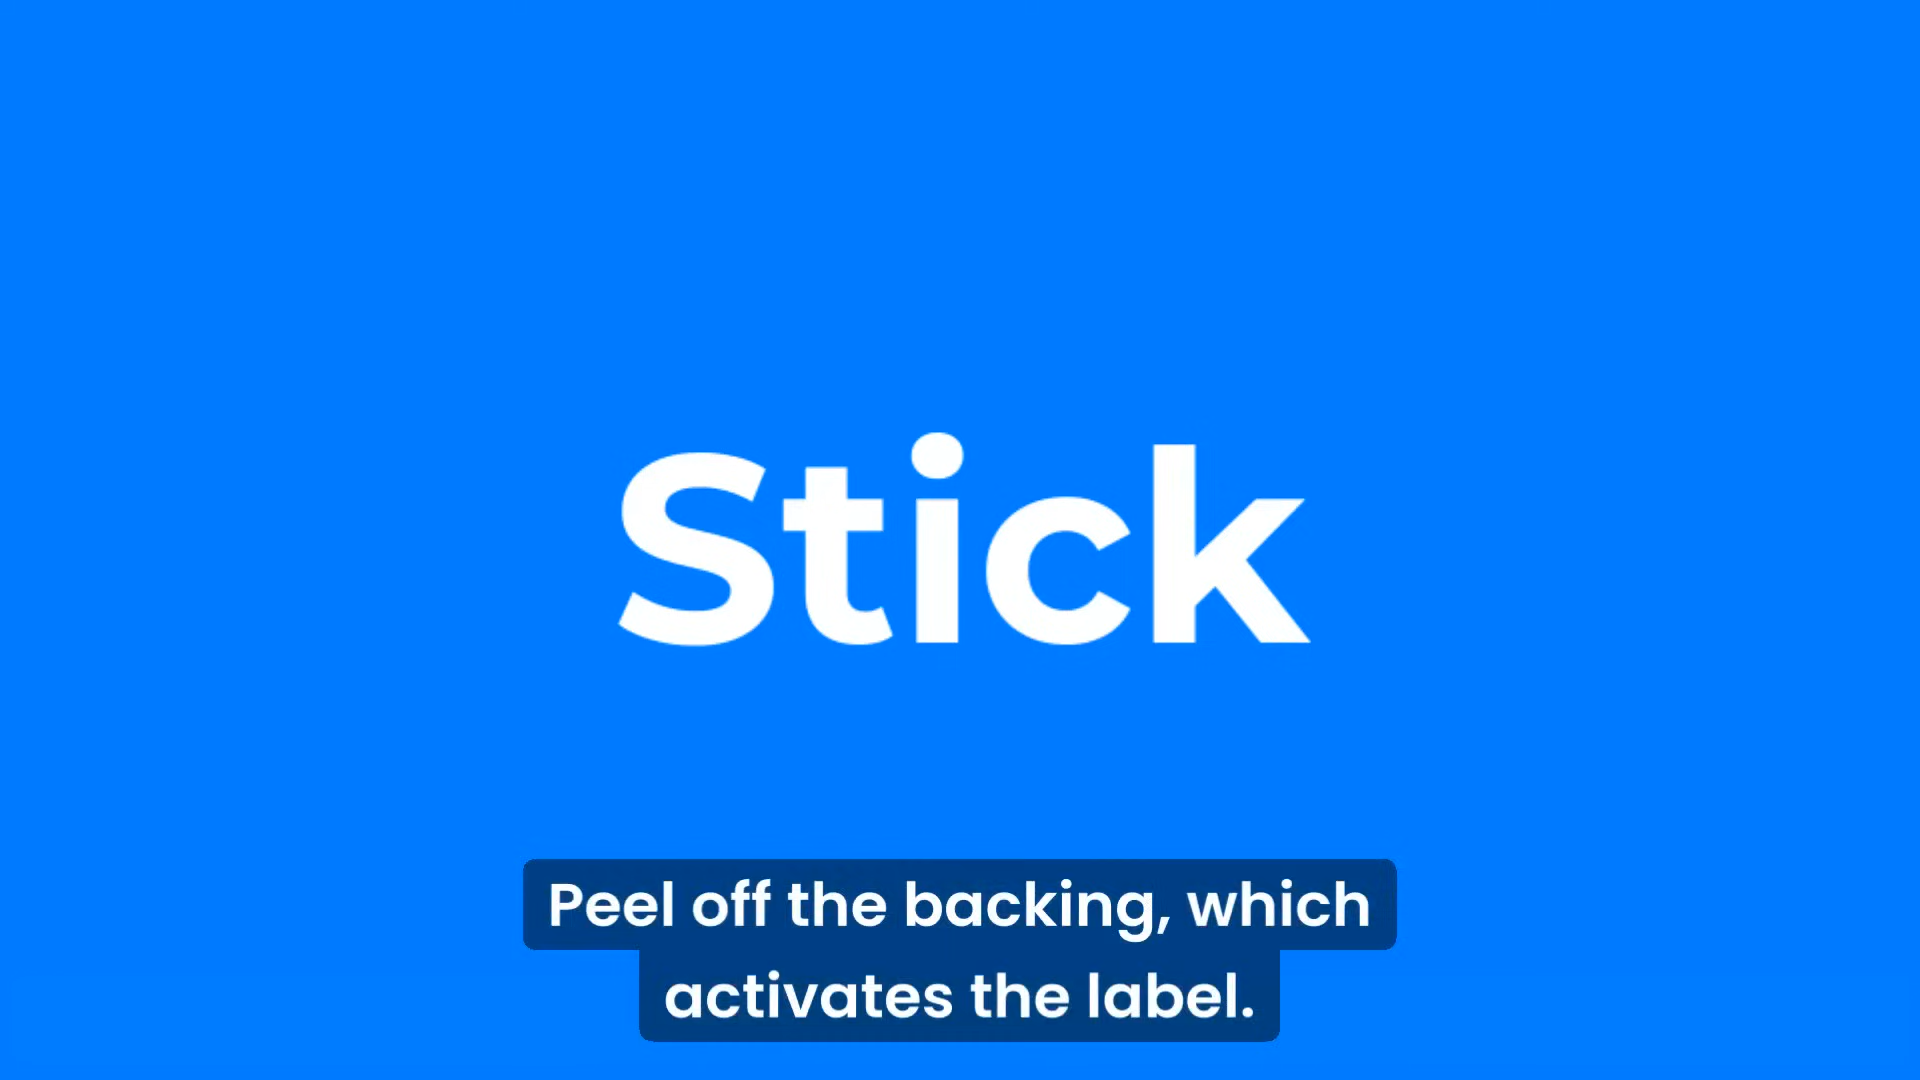 Stick
Peel off the backing, which
activates the label.